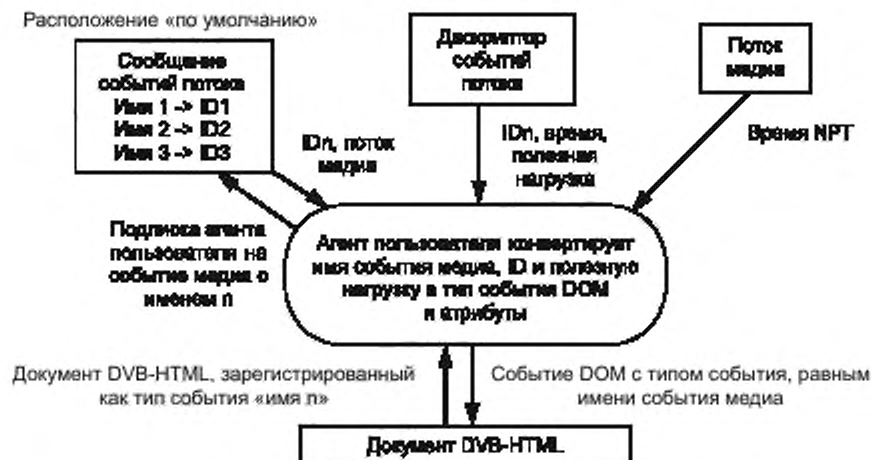 Расположение «по умолчанию»
Сообщение
событий потока
Имя 1 -> ID1
Имя 2 -> ID2
Имя 3 -> ID3
Дескриптор
событий
потока
Поток
медиа
IDn, поток
медиа
IDn, время,
полезная
нагрузка
Время NPT
Подписка агента
пользователя на
событие медиа с
именем n
Агент пользователя конвертирует
имя события медиа, ID и полезную
нагрузку в тип события DOM
и атрибуты
Документ DVB-HTML, зарегистрированный
как тип события «имя n»
Событие DOM с типом события, равным
имени события медиа
Документ DVB-HTML